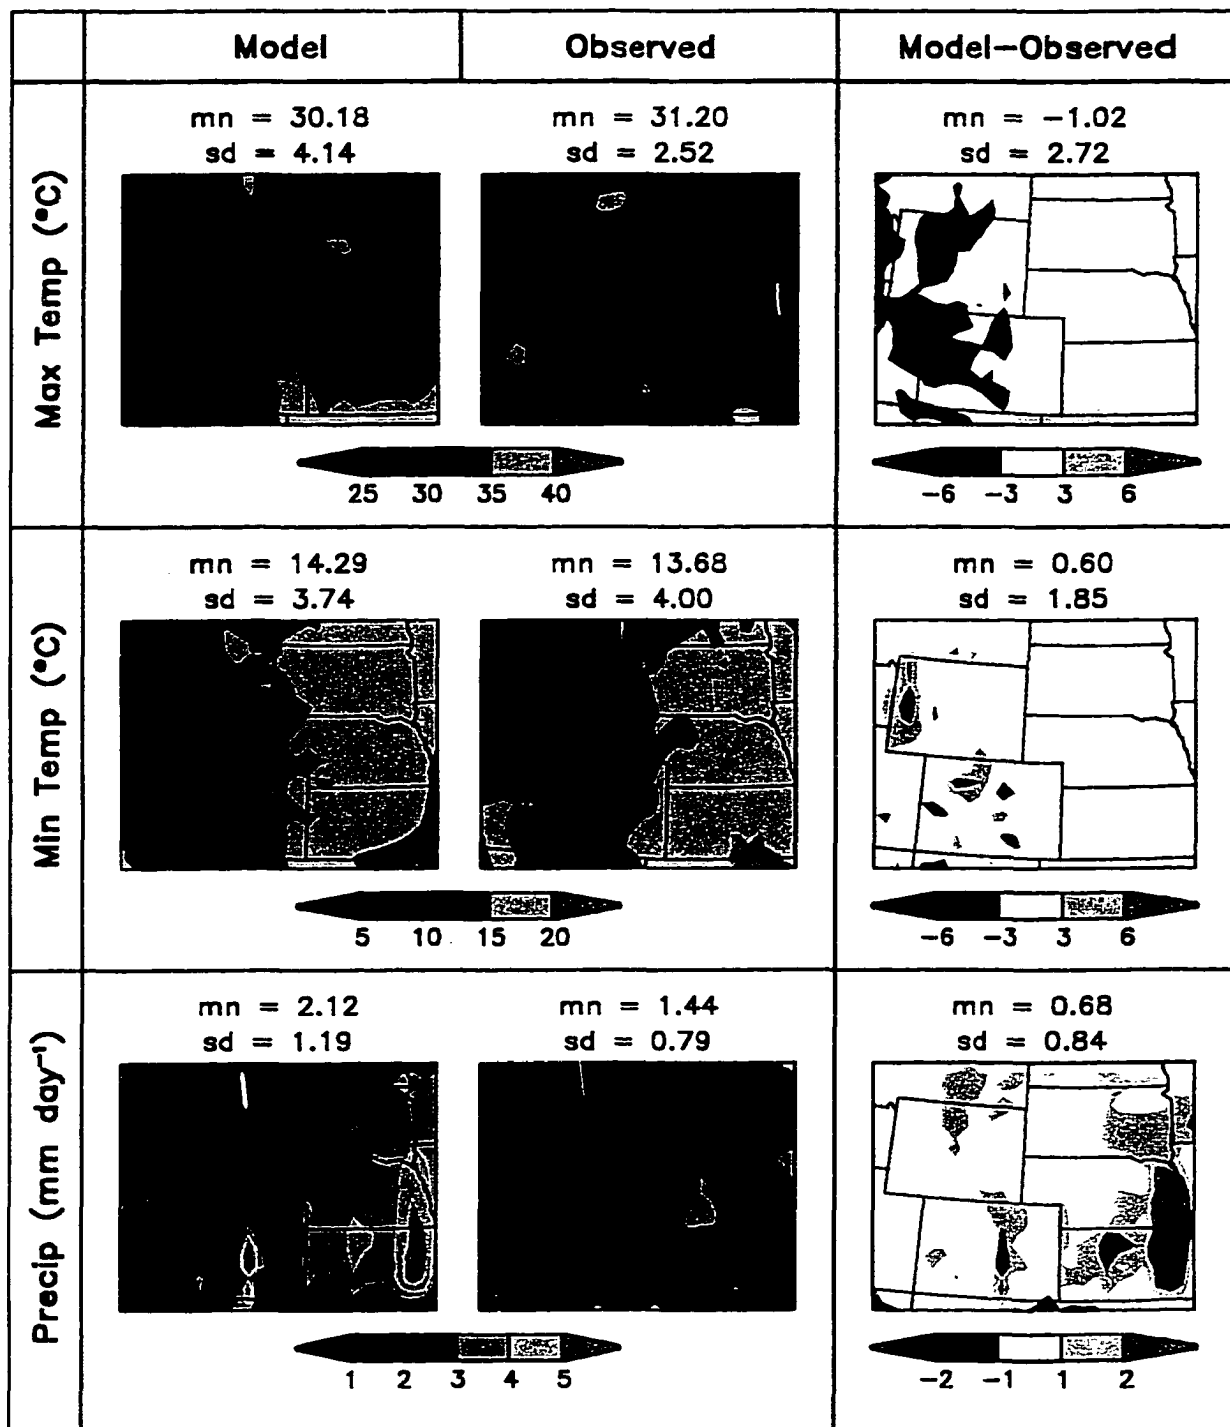 Model Observed Model-Observed
Max Temp (°C)
mn = 30.18 mn = 31.20 mn = -1.02
sd = 4.14 sd = 2.52 sd = 2.72
25 30 35 40 -6 -3 3 6
Min Temp (°C)
mn = 14.29 mn = 13.68 mn = 0.60
sd = 3.74 sd = 4.00 sd = 1.85
5 10 15 20 -6 -3 3 6
Precip (mm day⁻¹)
mn = 2.12 mn = 1.44 mn = 0.68
sd = 1.19 sd = 0.79 sd = 0.84
1 2 3 4 5 -2 -1 1 2